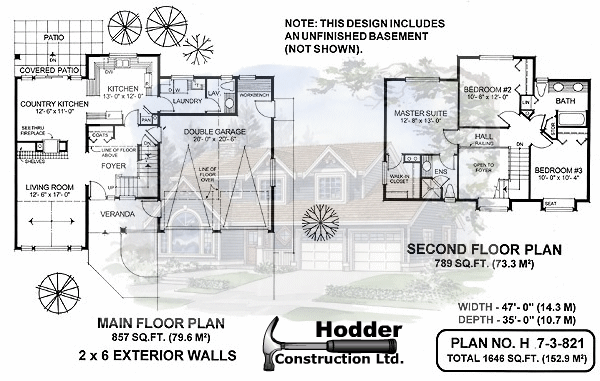 NOTE: THIS DESIGN INCLUDES
AN UNFINISHED BASEMENT
(NOT SHOWN).
PATIO
COVERED PATIO
KITCHEN
13'-0" x 12'-0"
DW
COUNTRY KITCHEN
12'-6" x 11'-0"
PAN
D W
LAUNDRY
LAV
WORKBENCH
SEE THRU
FIREPLACE
SHELVES
COATS
LINE OF FLOOR
ABOVE
FOYER
UP
DN
DOUBLE GARAGE
20'-0" x 20'-6"
LINE OF
FLOOR
OVER
LIVING ROOM
12'-6" x 17'-0"
VERANDA
MAIN FLOOR PLAN
857 SQ.FT. (79.6 M²)
2 x 6 EXTERIOR WALLS
BEDROOM #2
10'-6" x 12'-0"
LIN
BATH
STOR
MASTER SUITE
12'-8" x 13'-0"
HALL
RAILING
OPEN TO
FOYER
DN
BEDROOM #3
10'-0" x 10'-4"
WALK-IN
CLOSET
ENS
SEAT
SECOND FLOOR PLAN
789 SQ.FT. (73.3 M²)
WIDTH - 47'- 0" (14.3 M)
DEPTH - 35'- 0" (10.7 M)
PLAN NO. H 7-3-821
TOTAL 1646 SQ.FT. (152.9 M²)
Hodder
Construction Ltd.